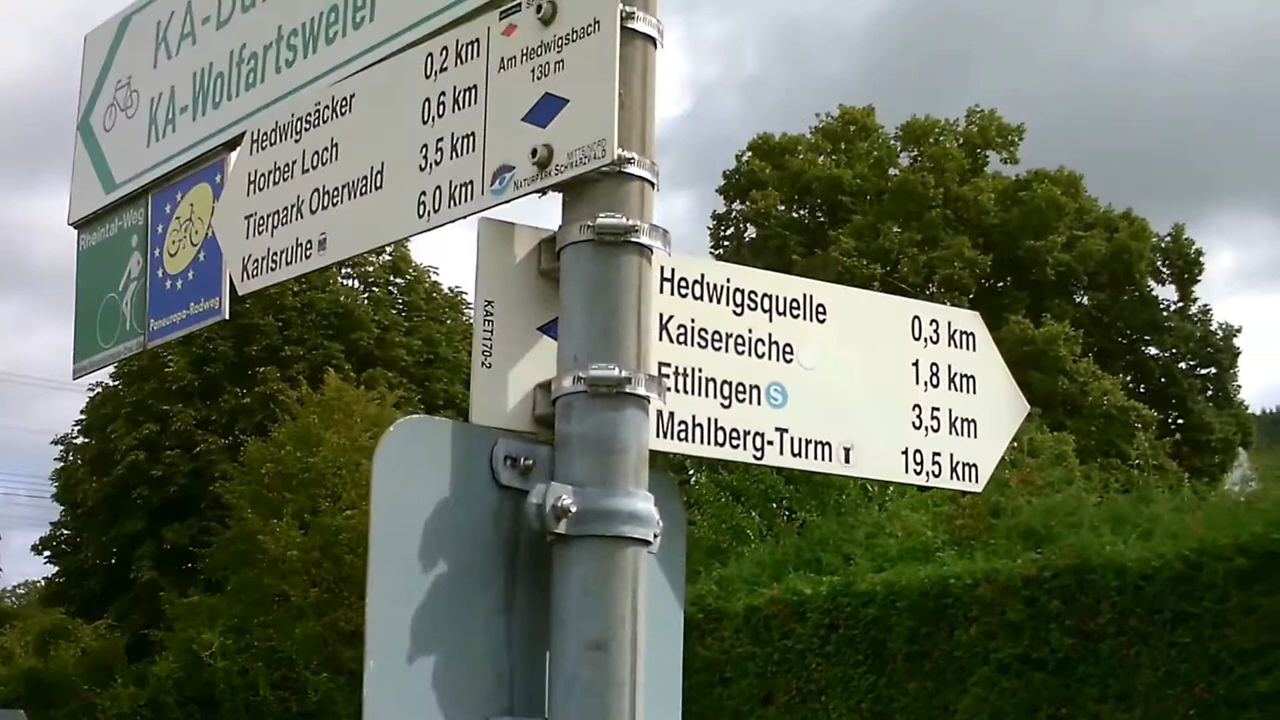 KA-Wolfartsweier
Am Hedwigsbach
130 m
Hedwigsäcker 0,2 km
Horber Loch 0,6 km
Tierpark Oberwald 3,5 km
Karlsruhe 6,0 km
MITTE/NORD
NATURPARK SCHWARZWALD
Rheintal-Weg
Paneuropa-Radweg
KAET170-2
Hedwigsquelle 0,3 km
Kaisereiche 1,8 km
Ettlingen S 3,5 km
Mahlberg-Turm 19,5 km